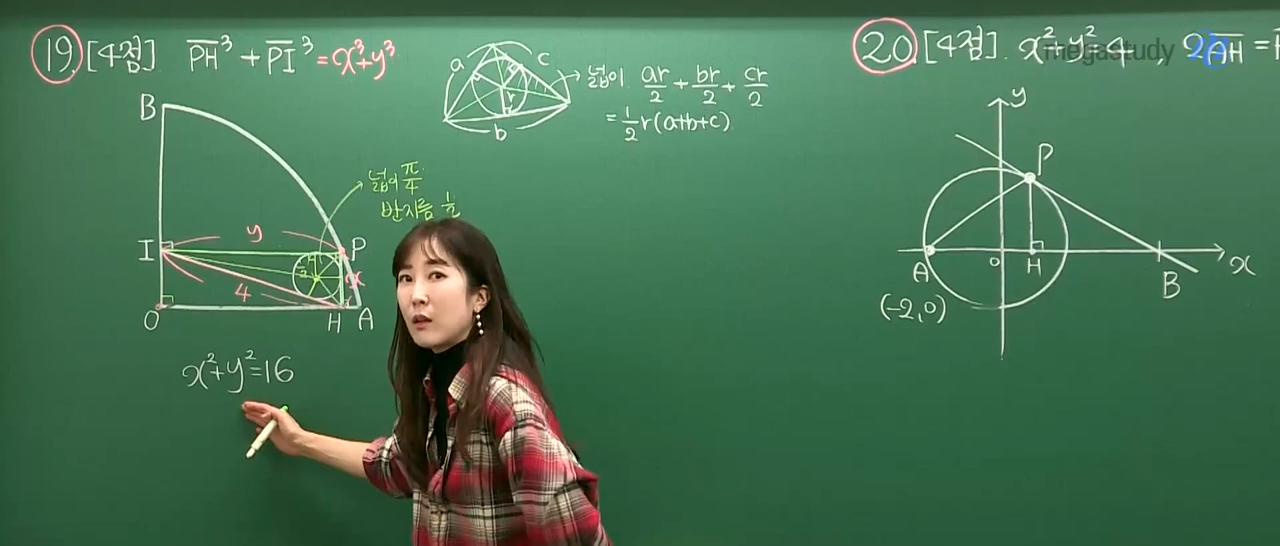 19. [4점] PH³ + PI³ = x³+y³
a
c
b
r
넓이 ar/2 + br/2 + cr/2
= 1/2 r(a+b+c)
B
넓이 π/4
반지름 1/2
I
y
P
x
4
O
H
A
x²+y²=16
20. [4점]. x²+y²=4 2AH =
megastudy
y
P
A
O
H
B
x
(-2,0)